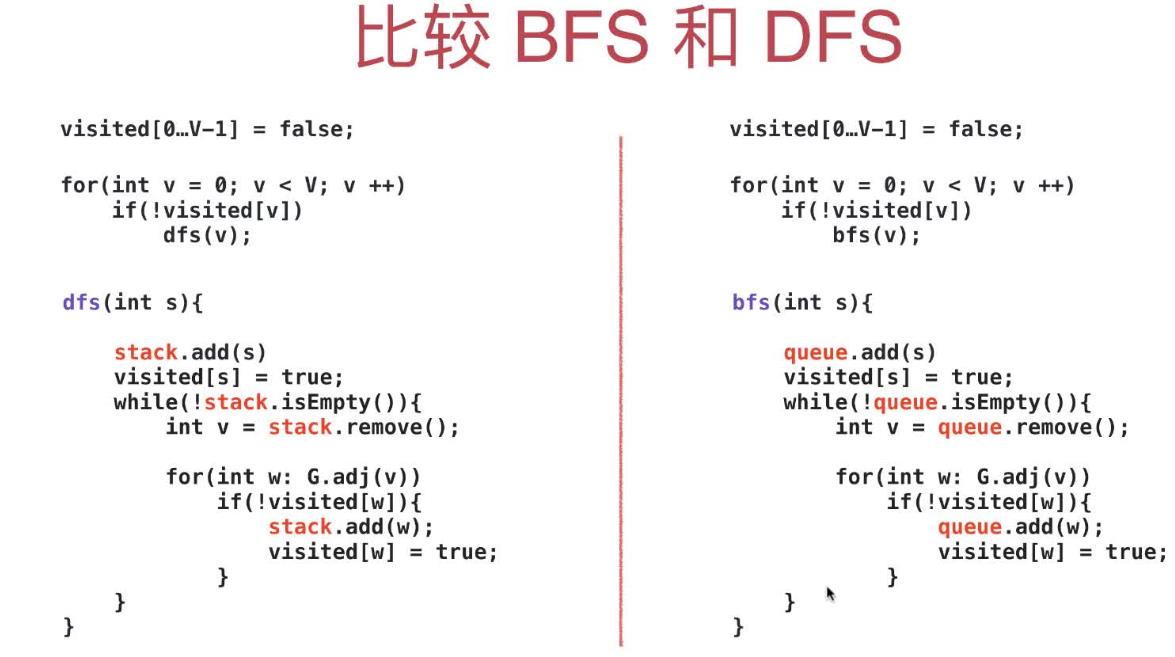 比较 BFS 和 DFS
visited[0…V-1] = false;
for(int v = 0; v < V; v ++)
if(!visited[v])
dfs(v);
dfs(int s){
stack.add(s)
visited[s] = true;
while(!stack.isEmpty()){
int v = stack.remove();
for(int w: G.adj(v))
if(!visited[w]){
stack.add(w);
visited[w] = true;
}
}
}
visited[0…V-1] = false;
for(int v = 0; v < V; v ++)
if(!visited[v])
bfs(v);
bfs(int s){
queue.add(s)
visited[s] = true;
while(!queue.isEmpty()){
int v = queue.remove();
for(int w: G.adj(v))
if(!visited[w]){
queue.add(w);
visited[w] = true;
}
}
}